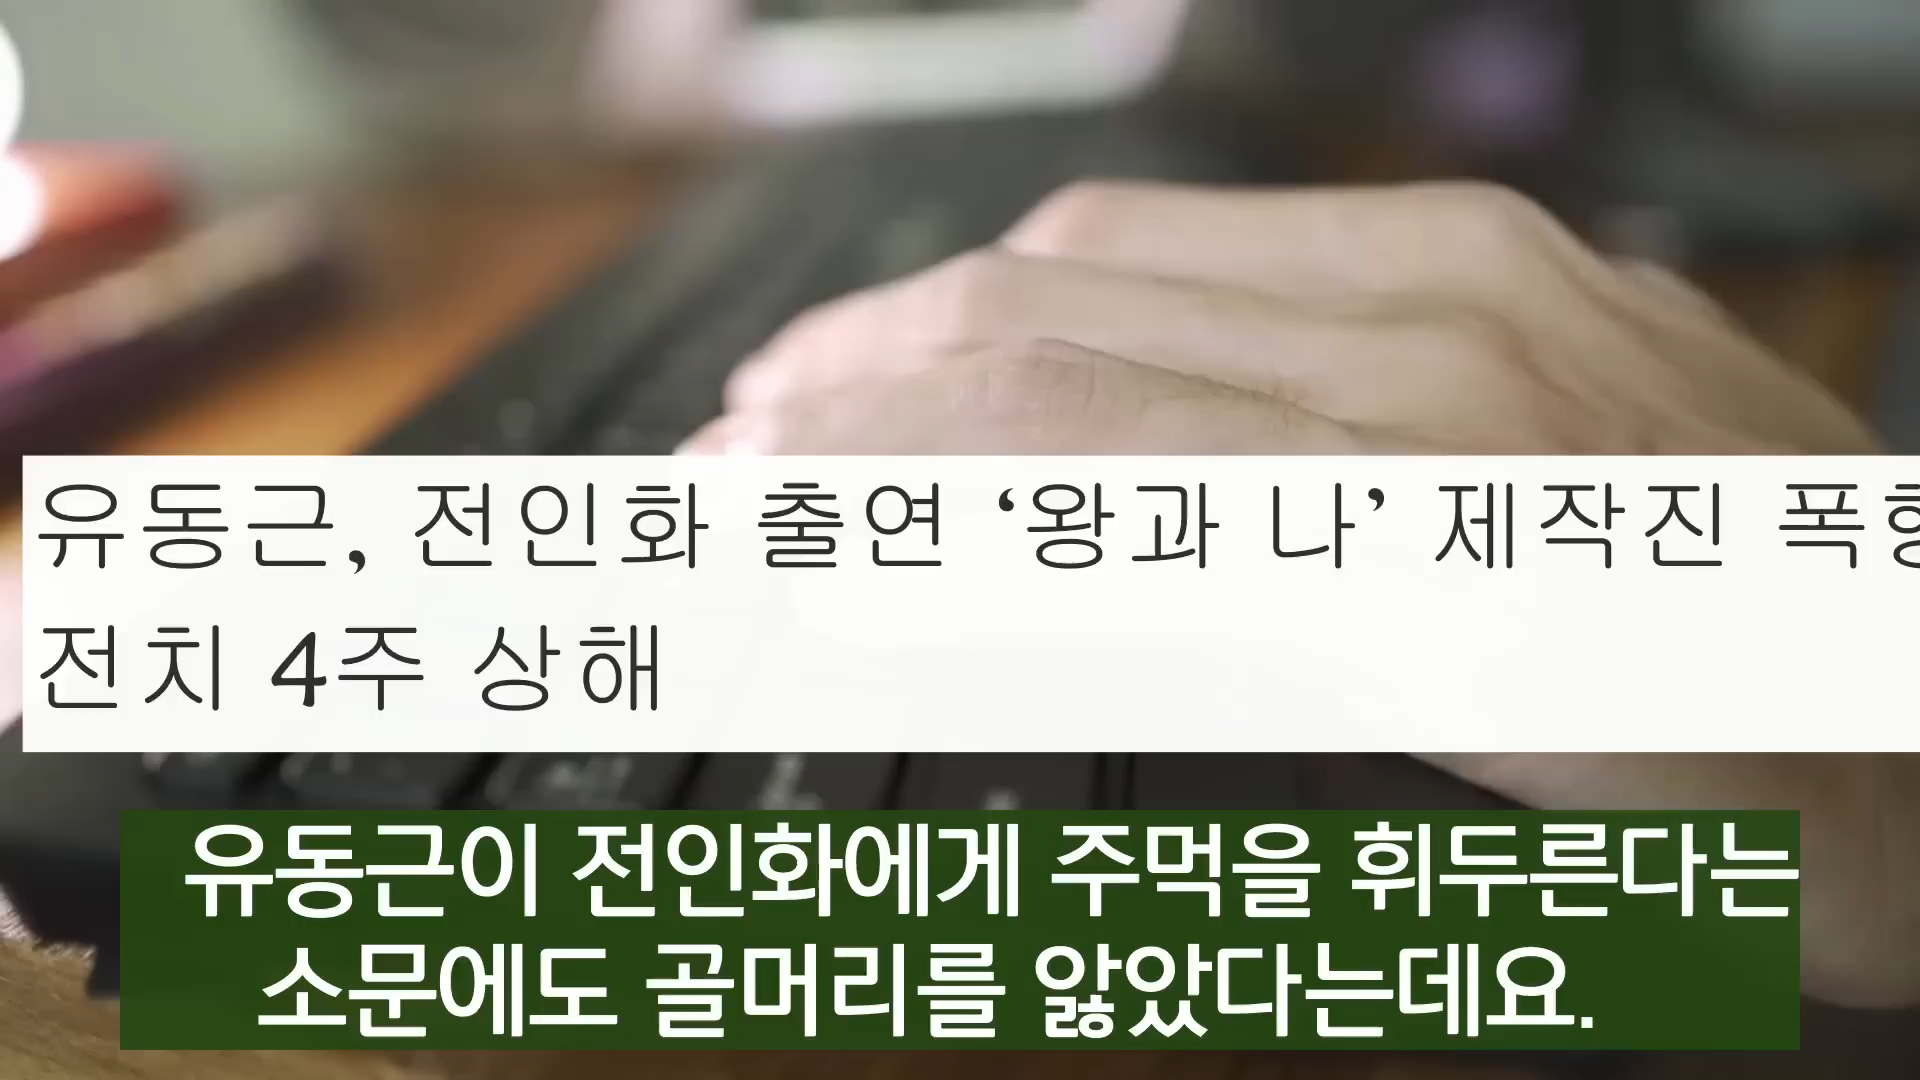 유동근, 전인화 출연 ‘왕과 나’ 제작진
전치 4주 상해
유동근이 전인화에게 주먹을 휘두른다는
소문에도 골머리를 앓았다는데요.